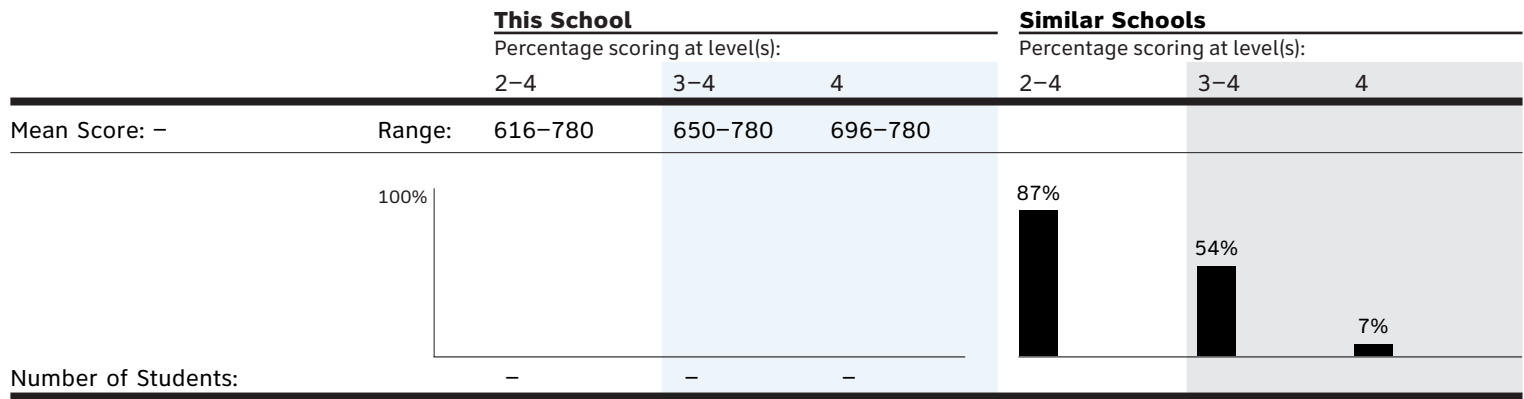 This School Similar Schools
Percentage scoring at level(s): Percentage scoring at level(s):
2–4 3–4 4 2–4 3–4 4
Mean Score: – Range: 616–780 650–780 696–780
100% 87%
54%
7%
Number of Students: – – –